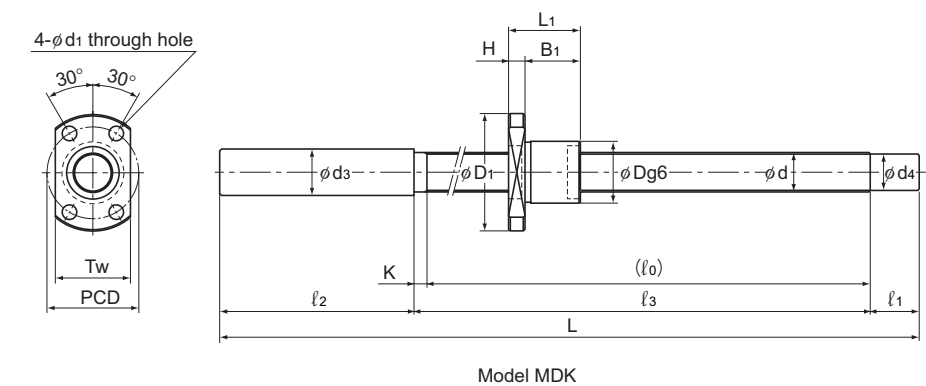 4-ϕd1 through hole
30° 30°
Tw
PCD
L1
H B1
ϕd3
ϕD1
ϕDg6
ϕd
ϕd4
K
(ℓ0)
ℓ2
ℓ3
ℓ1
L
Model MDK